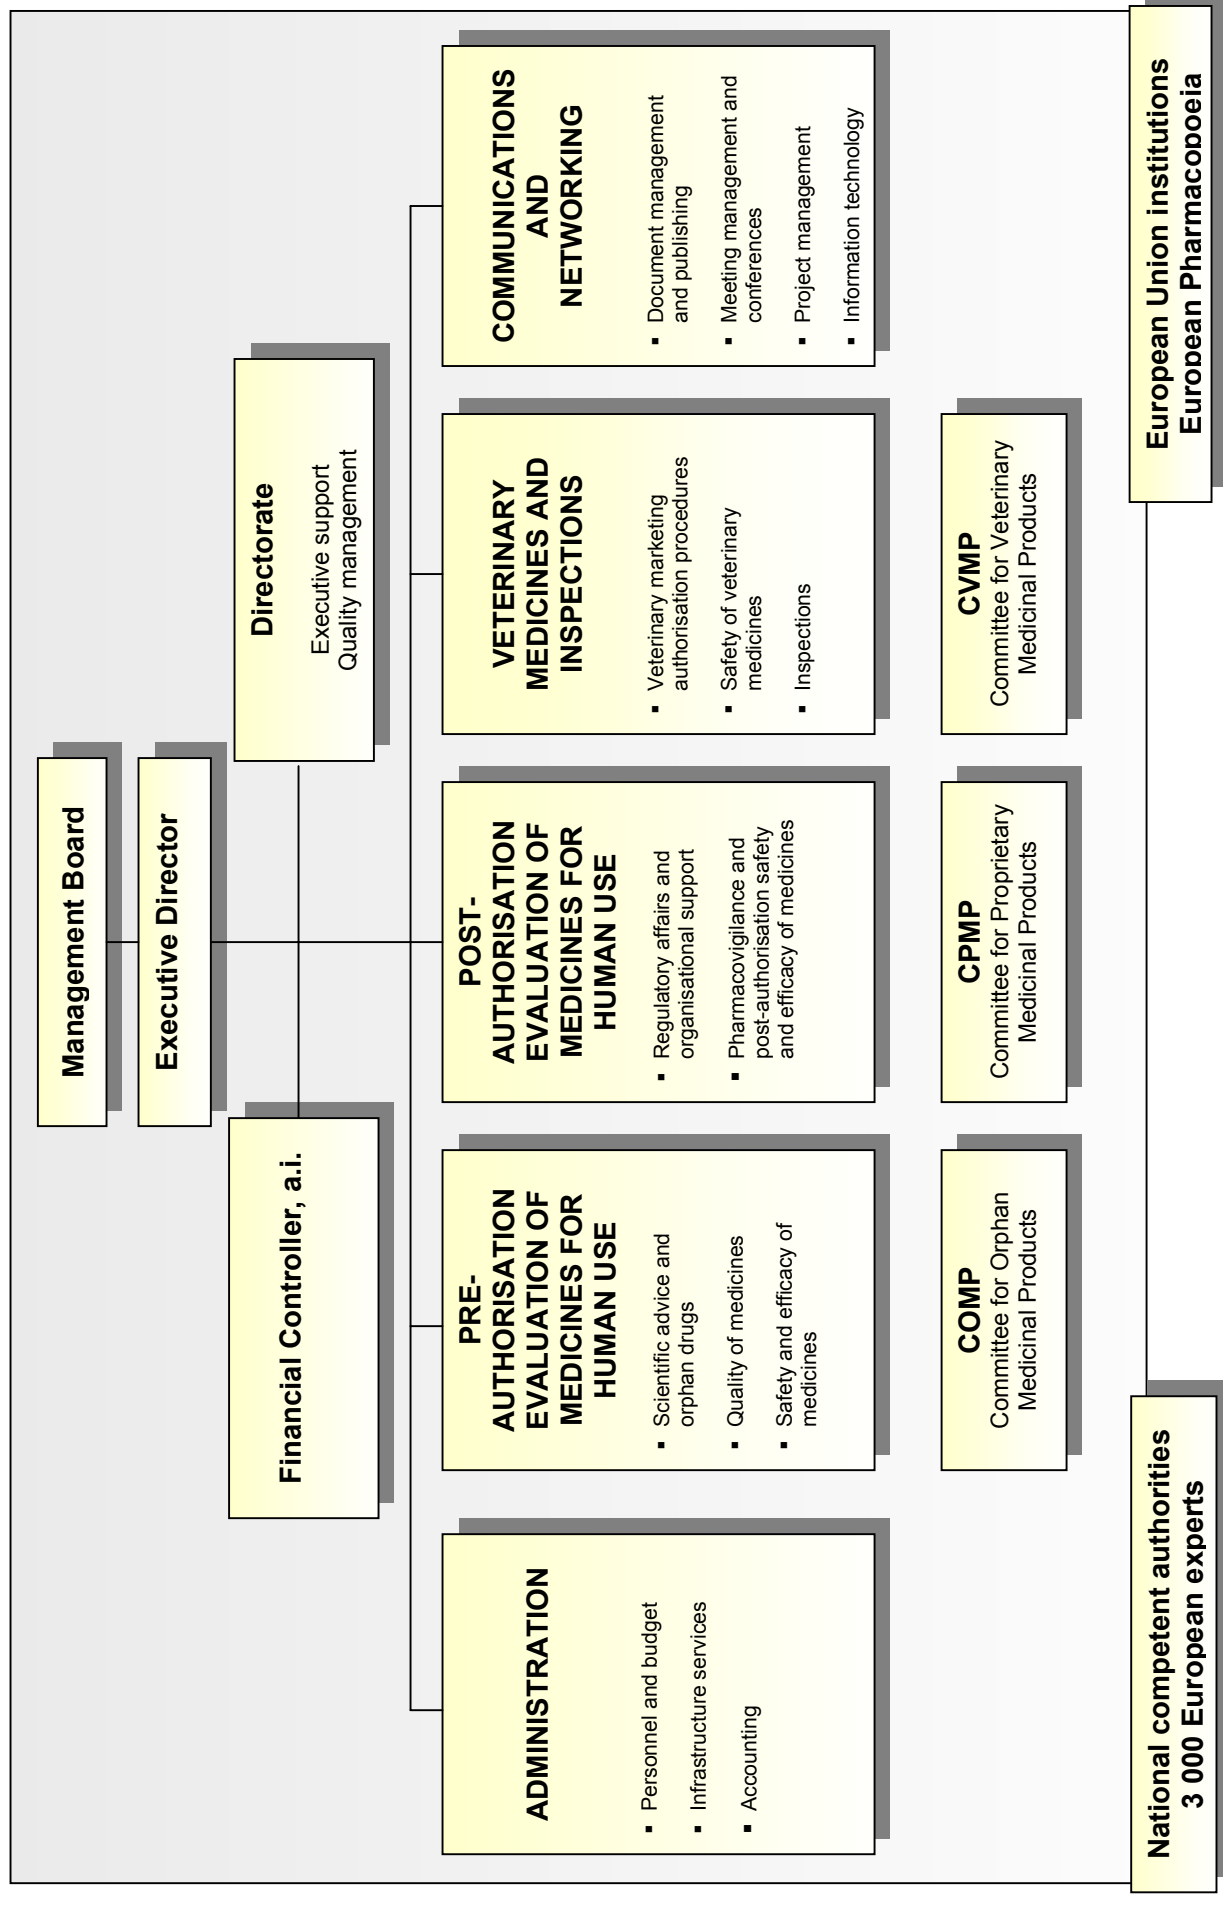 Management Board
Executive Director
Financial Controller, a.i.
Directorate
Executive support
Quality management
ADMINISTRATION
▪ Personnel and budget
▪ Infrastructure services
▪ Accounting
PRE-
AUTHORISATION
EVALUATION OF
MEDICINES FOR
HUMAN USE
▪ Scientific advice and
orphan drugs
▪ Quality of medicines
▪ Safety and efficacy of
medicines
POST-
AUTHORISATION
EVALUATION OF
MEDICINES FOR
HUMAN USE
▪ Regulatory affairs and
organisational support
▪ Pharmacovigilance and
post-authorisation safety
and efficacy of medicines
VETERINARY
MEDICINES AND
INSPECTIONS
▪ Veterinary marketing
authorisation procedures
▪ Safety of veterinary
medicines
▪ Inspections
COMMUNICATIONS
AND
NETWORKING
▪ Document management
and publishing
▪ Meeting management and
conferences
▪ Project management
▪ Information technology
COMP
Committee for Orphan
Medicinal Products
CPMP
Committee for Proprietary
Medicinal Products
CVMP
Committee for Veterinary
Medicinal Products
National competent authorities
3 000 European experts
European Union institutions
European Pharmacopoeia